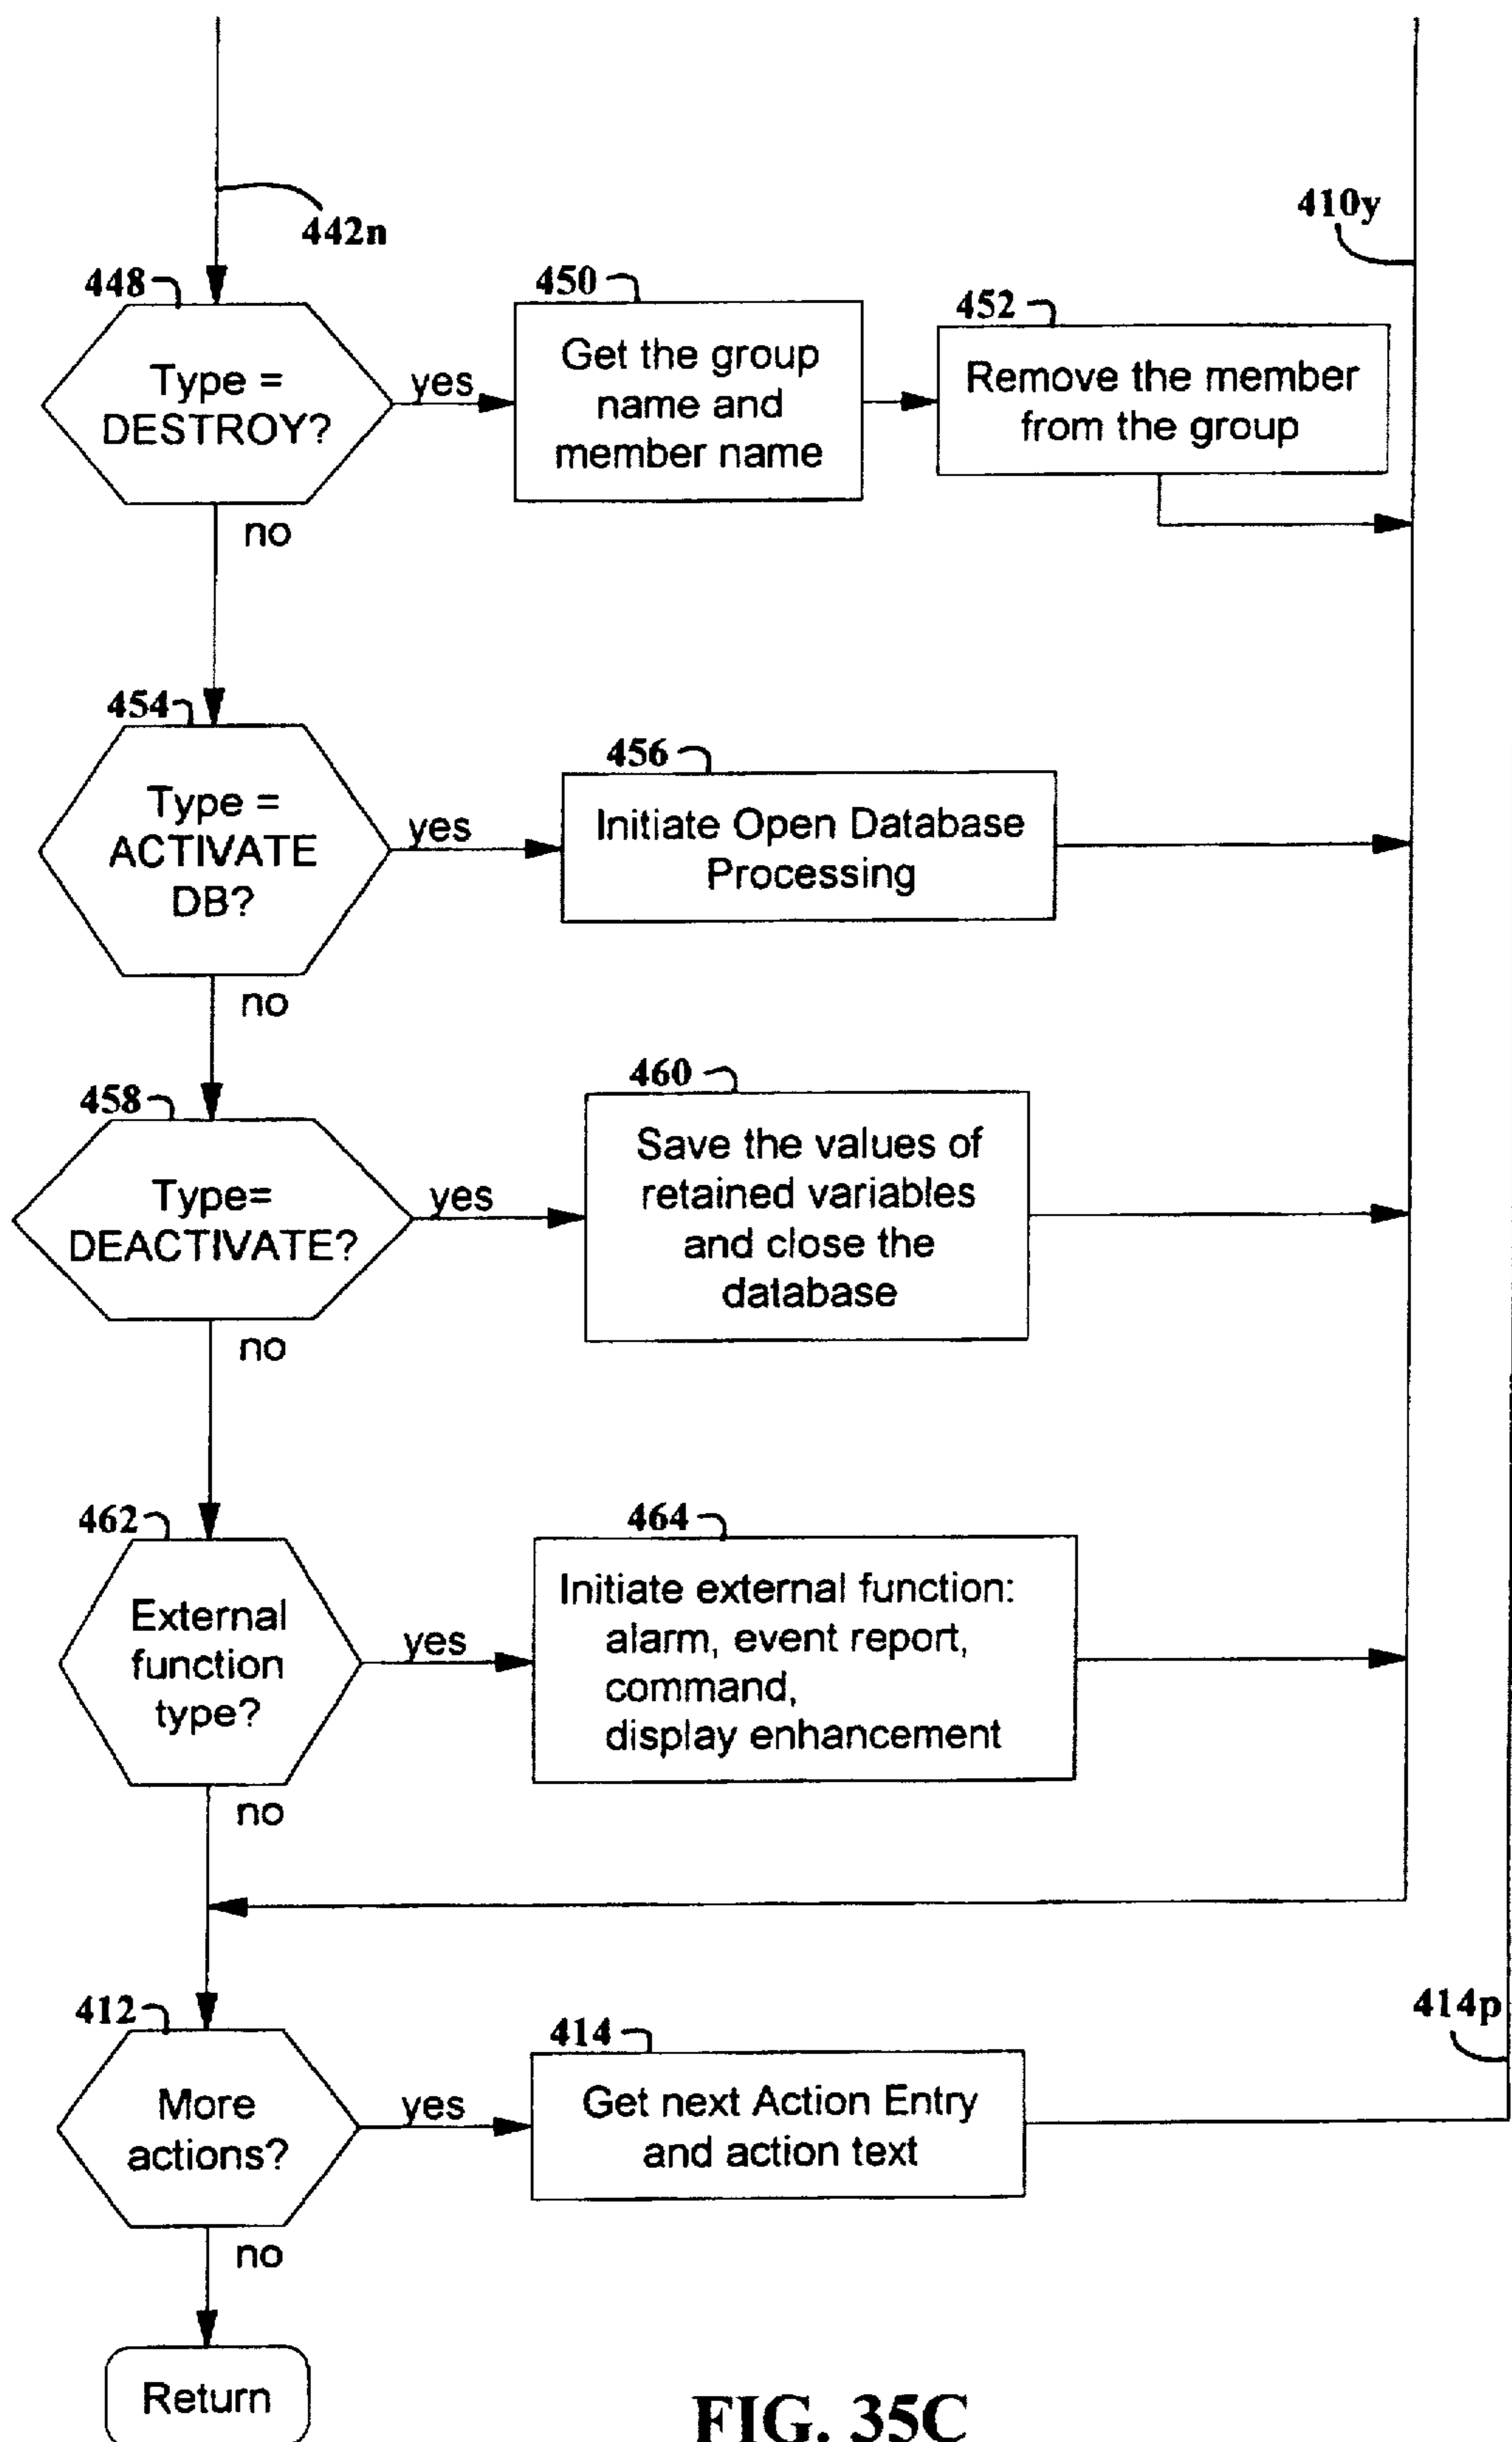 442n
410y
448
Type =
DESTROY?
yes
no
450
Get the group
name and
member name
452
Remove the member
from the group
454
Type =
ACTIVATE
DB?
yes
no
456
Initiate Open Database
Processing
458
Type=
DEACTIVATE?
yes
no
460
Save the values of
retained variables
and close the
database
462
External
function
type?
yes
no
464
Initiate external function:
alarm, event report,
command,
display enhancement
412
More
actions?
yes
no
414
Get next Action Entry
and action text
414p
Return
FIG. 35C